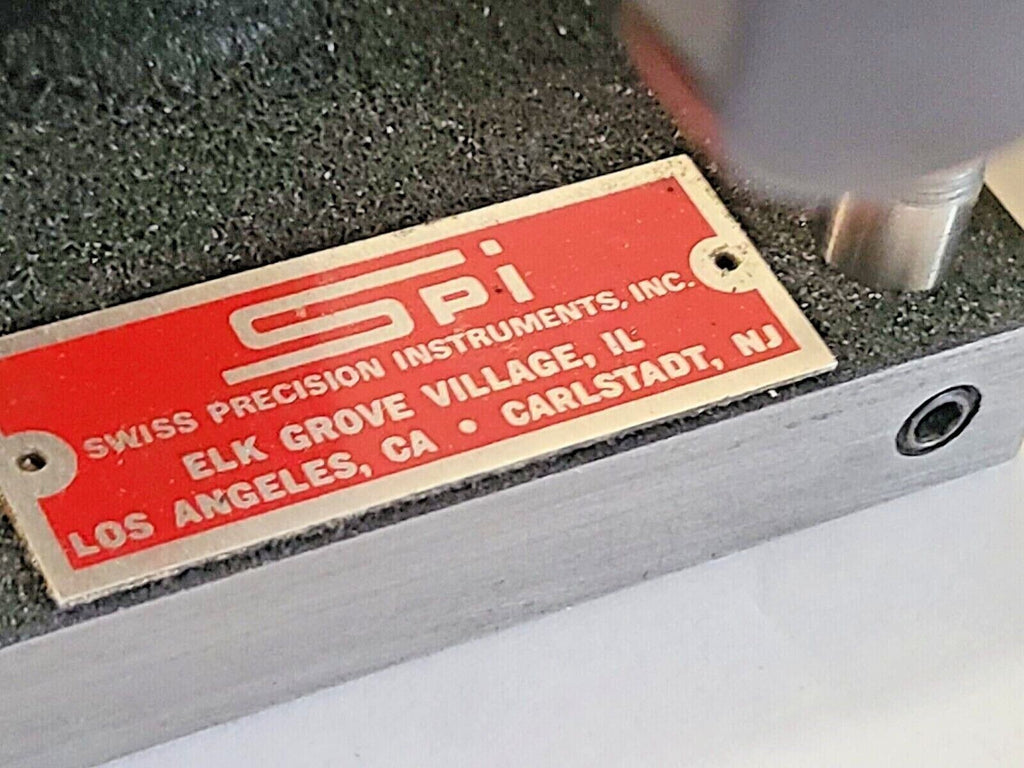 SPi
SWISS PRECISION INSTRUMENTS, INC.
ELK GROVE VILLAGE, IL
LOS ANGELES, CA • CARLSTADT, NJ